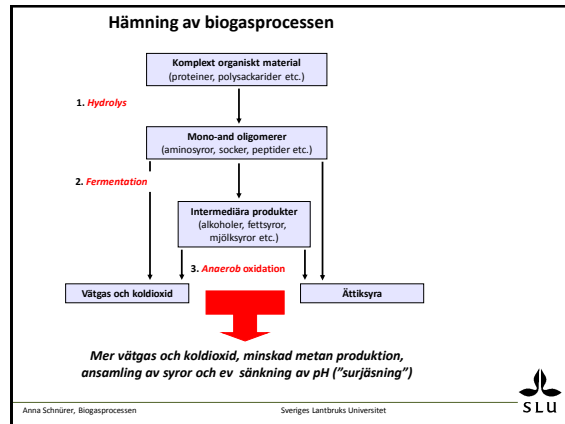 Hämning av biogasprocessen
Komplext organiskt material
(proteiner, polysackarider etc.)
1. Hydrolys
Mono-and oligomerer
(aminosyror, socker, peptider etc.)
2. Fermentation
Intermediära produkter
(alkoholer, fettsyror,
mjölksyror etc.)
3. Anaerob oxidation
Vätgas och koldioxid
Ättiksyra
Mer vätgas och koldioxid, minskad metan produktion,
ansamling av syror och ev sänkning av pH ("surjäsning")
Anna Schnürer, Biogasprocessen
Sveriges Lantbruks Universitet
SLU